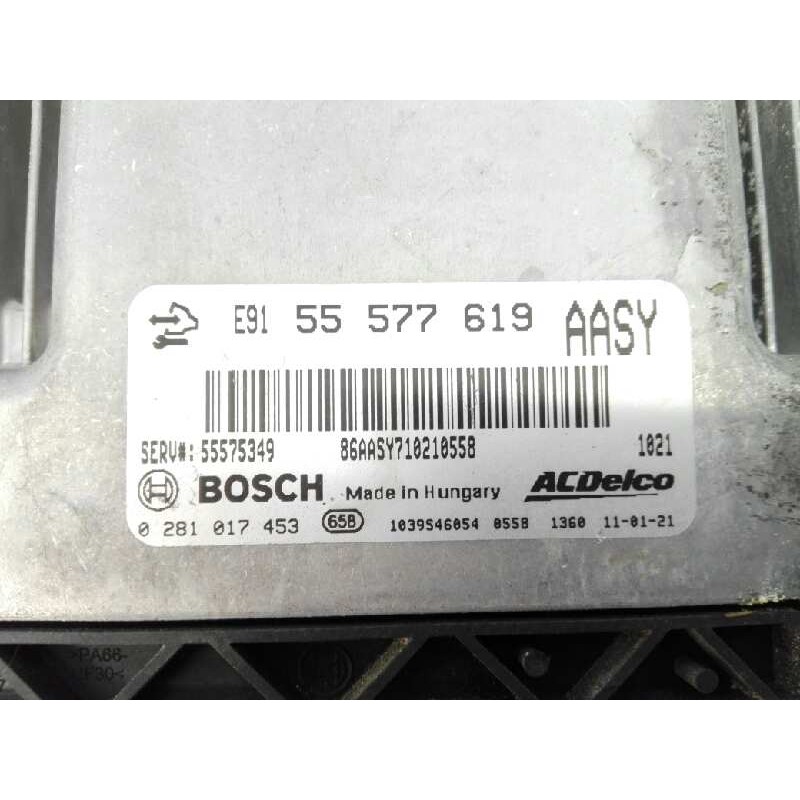 E91 55 577 619 AASY
SERV#: 55575349 86AASY710210558 1021
BOSCH Made in Hungary ACDelco
0 281 017 453 65B 1039S46054 0558 1360 11-01-21
>PA66-